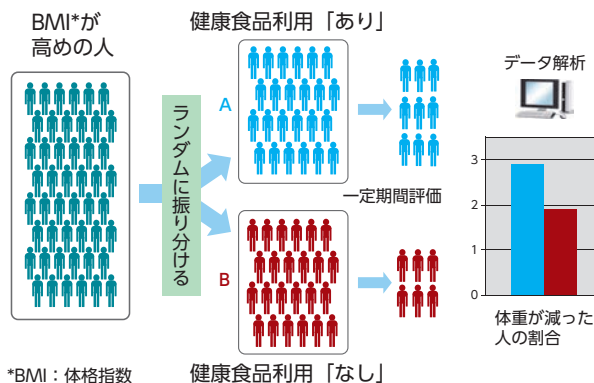 BMI*が
高めの人
健康食品利用「あり」
A
ランダムに振り分ける
B
健康食品利用「なし」
一定期間評価
データ解析
3
2
1
0
体重が減った
人の割合
*BMI：体格指数